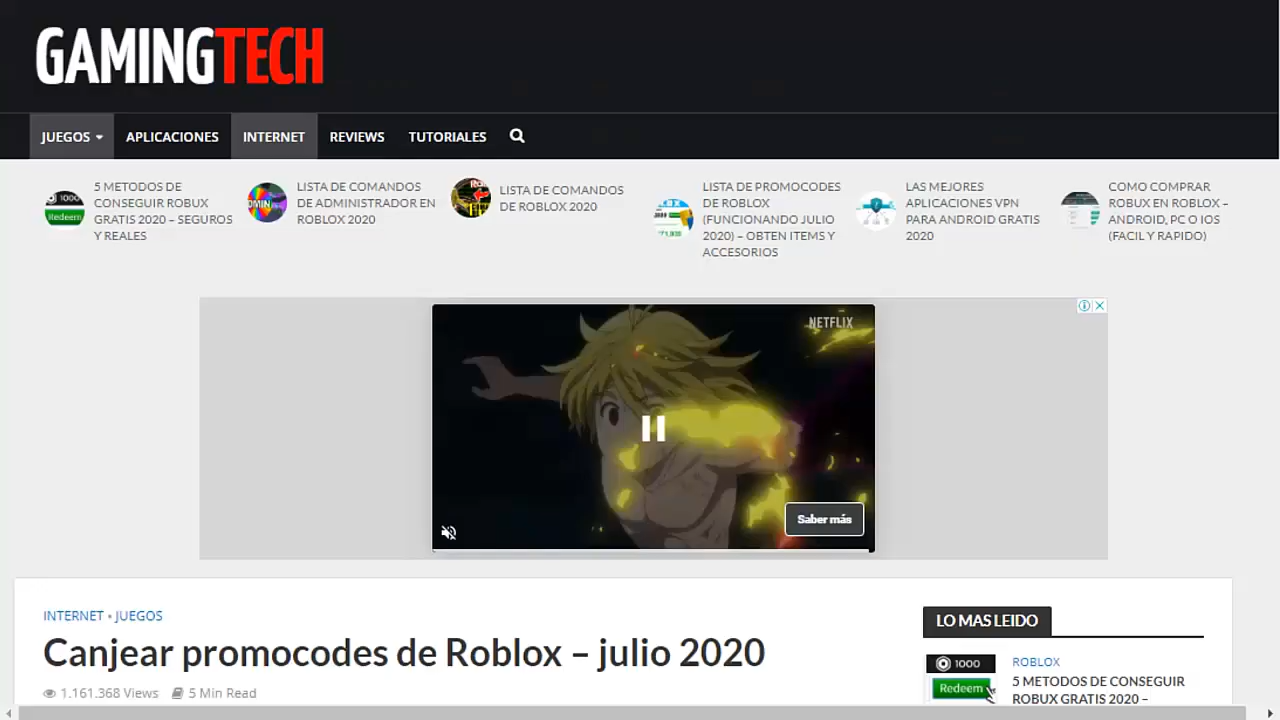 GAMINGTECH
JUEGOS APLICACIONES INTERNET REVIEWS TUTORIALES
1000
Redeem
5 METODOS DE
CONSEGUIR ROBUX
GRATIS 2020 – SEGUROS
Y REALES
LISTA DE COMANDOS
DE ADMINISTRADOR EN
ROBLOX 2020
LISTA DE COMANDOS
DE ROBLOX 2020
LISTA DE PROMOCODES
DE ROBLOX
(FUNCIONANDO JULIO
2020) – OBTEN ITEMS Y
ACCESORIOS
LAS MEJORES
APLICACIONES VPN
PARA ANDROID GRATIS
2020
COMO COMPRAR
ROBUX EN ROBLOX –
ANDROID, PC O IOS
(FACIL Y RAPIDO)
NETFLIX
Saber más
INTERNET • JUEGOS
Canjear promocodes de Roblox – julio 2020
1.161.368 Views 5 Min Read
LO MAS LEIDO
1000
Redeem
ROBLOX
5 METODOS DE CONSEGUIR
ROBUX GRATIS 2020 –